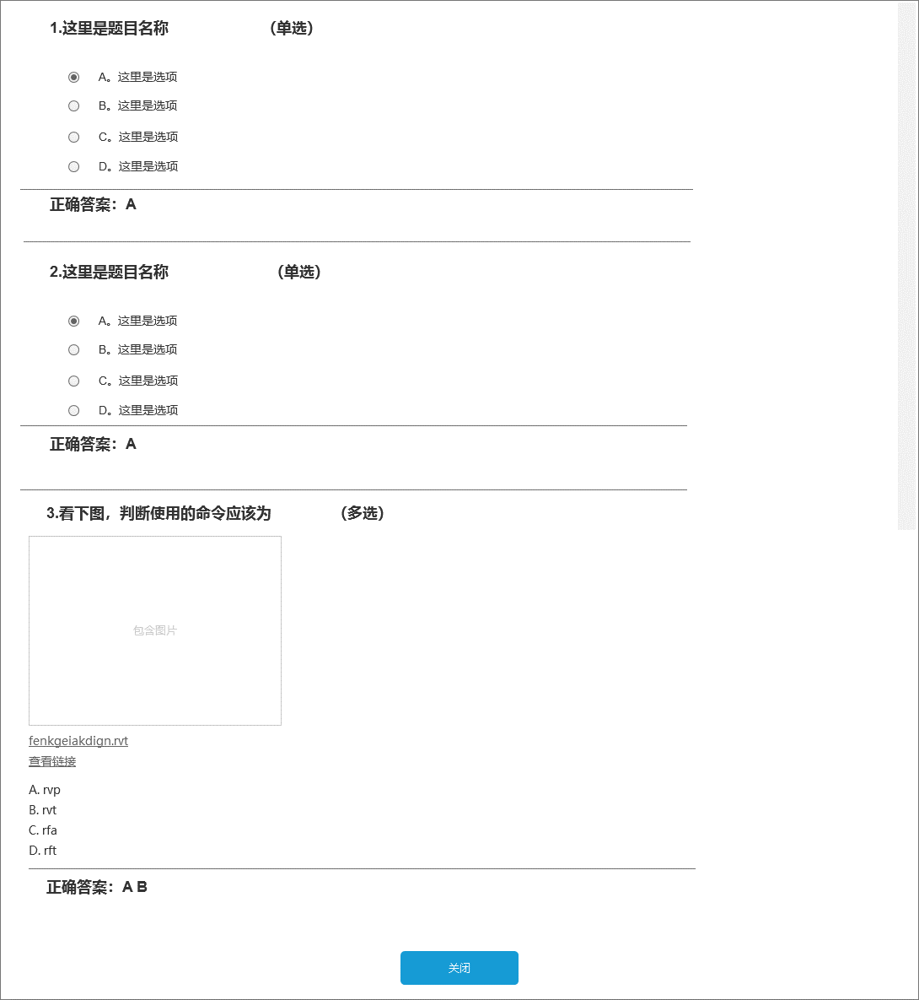 1.这里是题目名称 （单选）
A。这里是选项
B。这里是选项
C。这里是选项
D。这里是选项
正确答案：A
2.这里是题目名称 （单选）
A。这里是选项
B。这里是选项
C。这里是选项
D。这里是选项
正确答案：A
3.看下图，判断使用的命令应该为 （多选）
包含图片
fenkgeiakdign.rvt
查看链接
A. rvp
B. rvt
C. rfa
D. rft
正确答案：A B
关闭